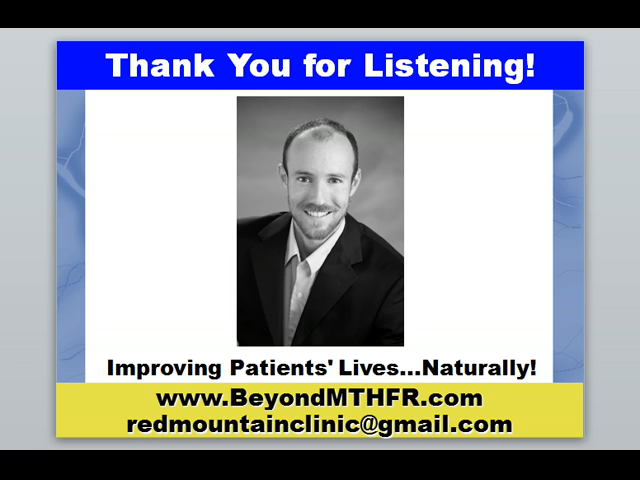 Thank You for Listening!
Improving Patients' Lives...Naturally!
www.BeyondMTHFR.com
redmountainclinic@gmail.com